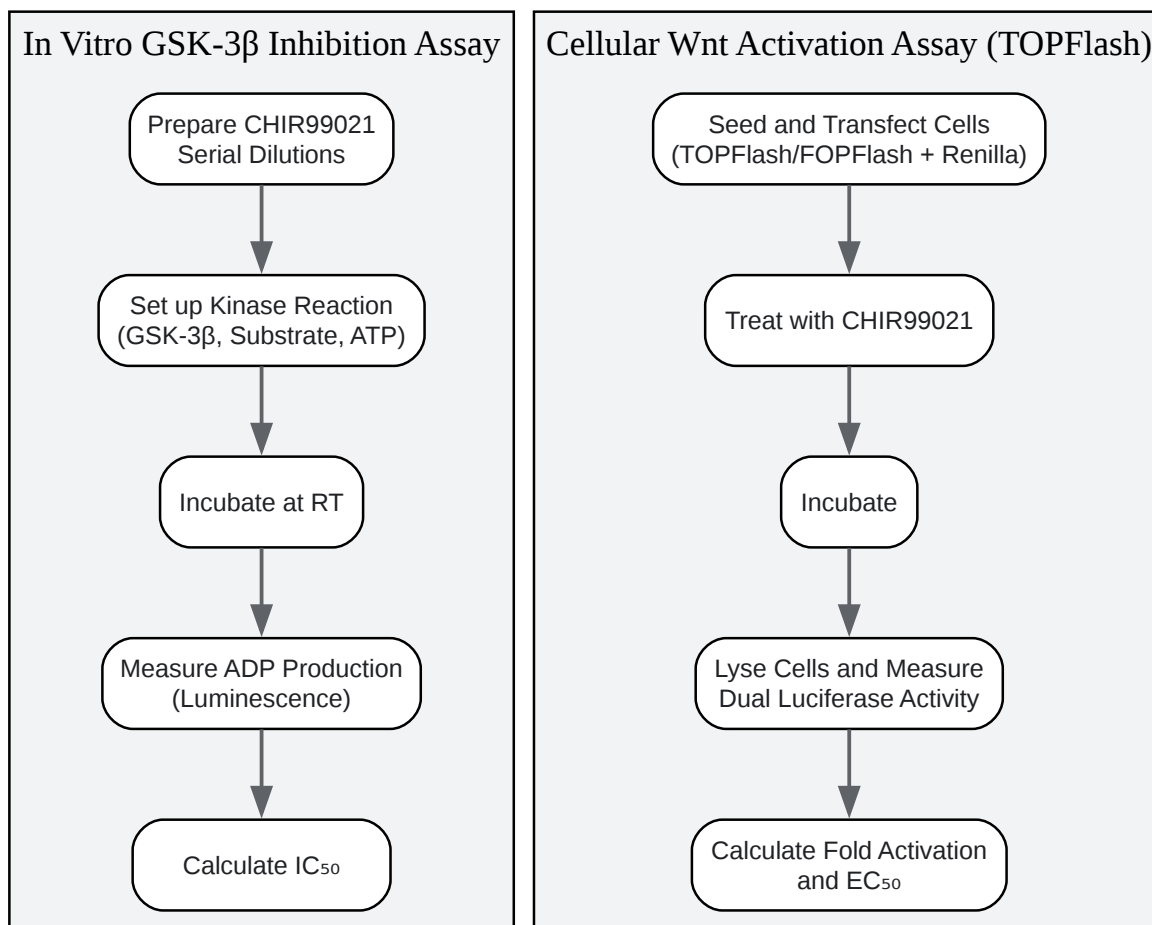 In Vitro GSK-3β Inhibition Assay
Prepare CHIR99021
Serial Dilutions
Set up Kinase Reaction
(GSK-3β, Substrate, ATP)
Incubate at RT
Measure ADP Production
(Luminescence)
Calculate IC₅₀
Cellular Wnt Activation Assay (TOPFlash)
Seed and Transfect Cells
(TOPFlash/FOPFlash + Renilla)
Treat with CHIR99021
Incubate
Lyse Cells and Measure
Dual Luciferase Activity
Calculate Fold Activation
and EC₅₀